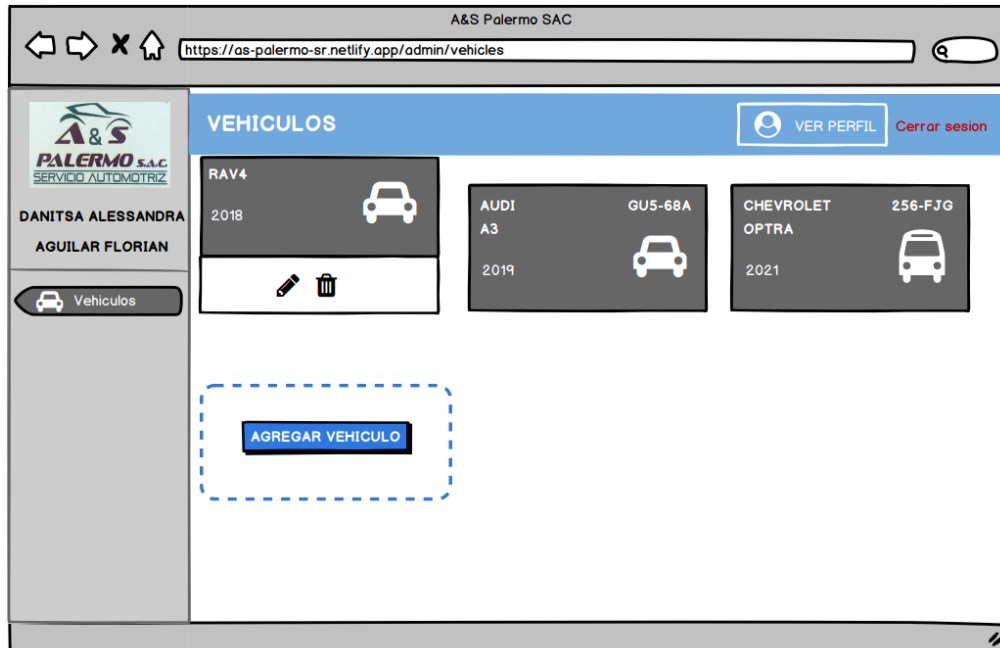 A&S Palermo SAC
https://as-palermo-sr.netlify.app/admin/vehicles
A & S
PALERMO S.A.C
SERVICIO AUTOMOTRIZ
DANITSA ALESSANDRA
AGUILAR FLORIAN
Vehiculos
VEHICULOS
VER PERFIL
Cerrar sesion
RAV4
2018
AUDI GU5-68A
A3
2019
CHEVROLET 256-FJG
OPTRA
2021
AGREGAR VEHICULO